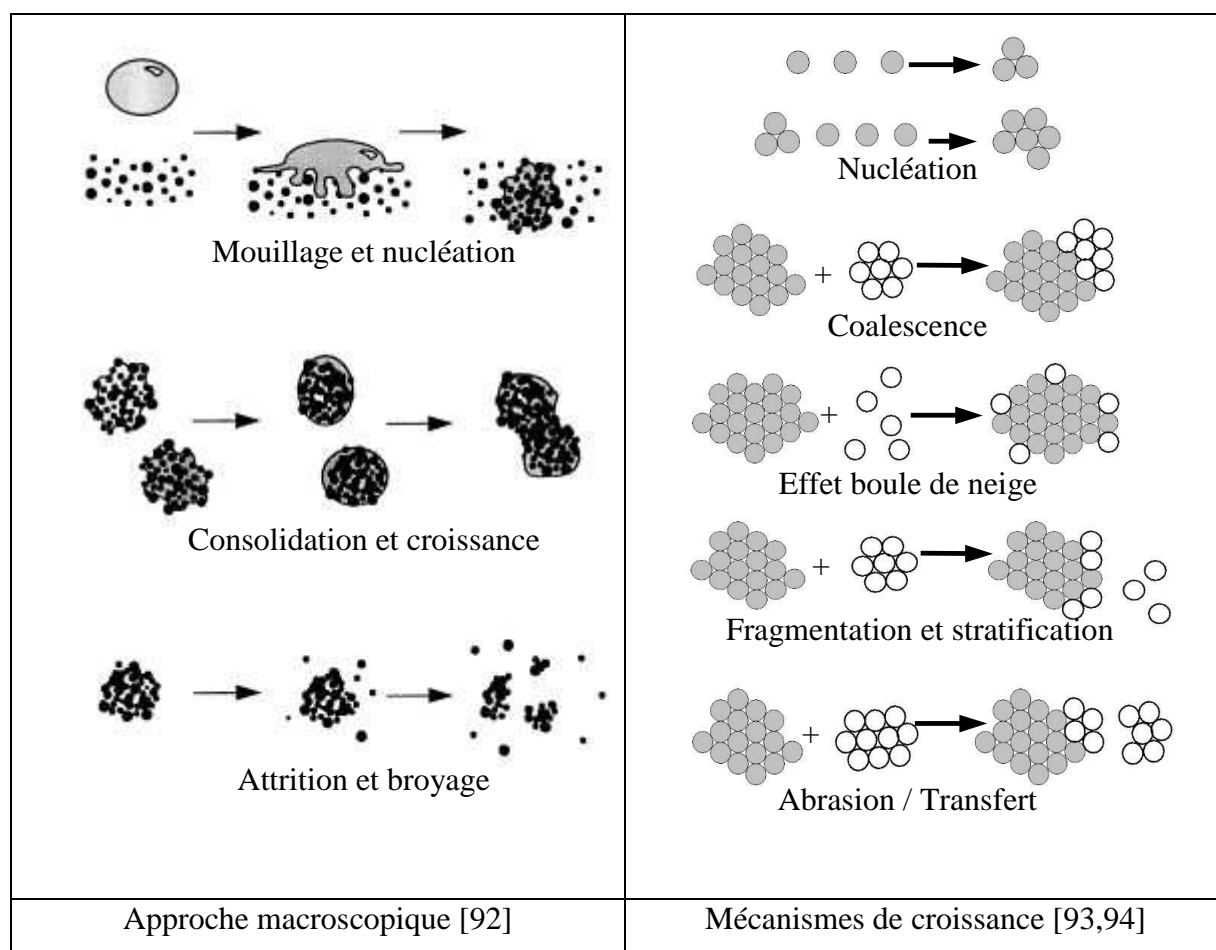 Mouillage et nucléation
Consolidation et croissance
Attrition et broyage
Approche macroscopique [92]
Nucléation
+
Coalescence
+
Effet boule de neige
+
Fragmentation et stratification
+
Abrasion / Transfert
Mécanismes de croissance [93,94]